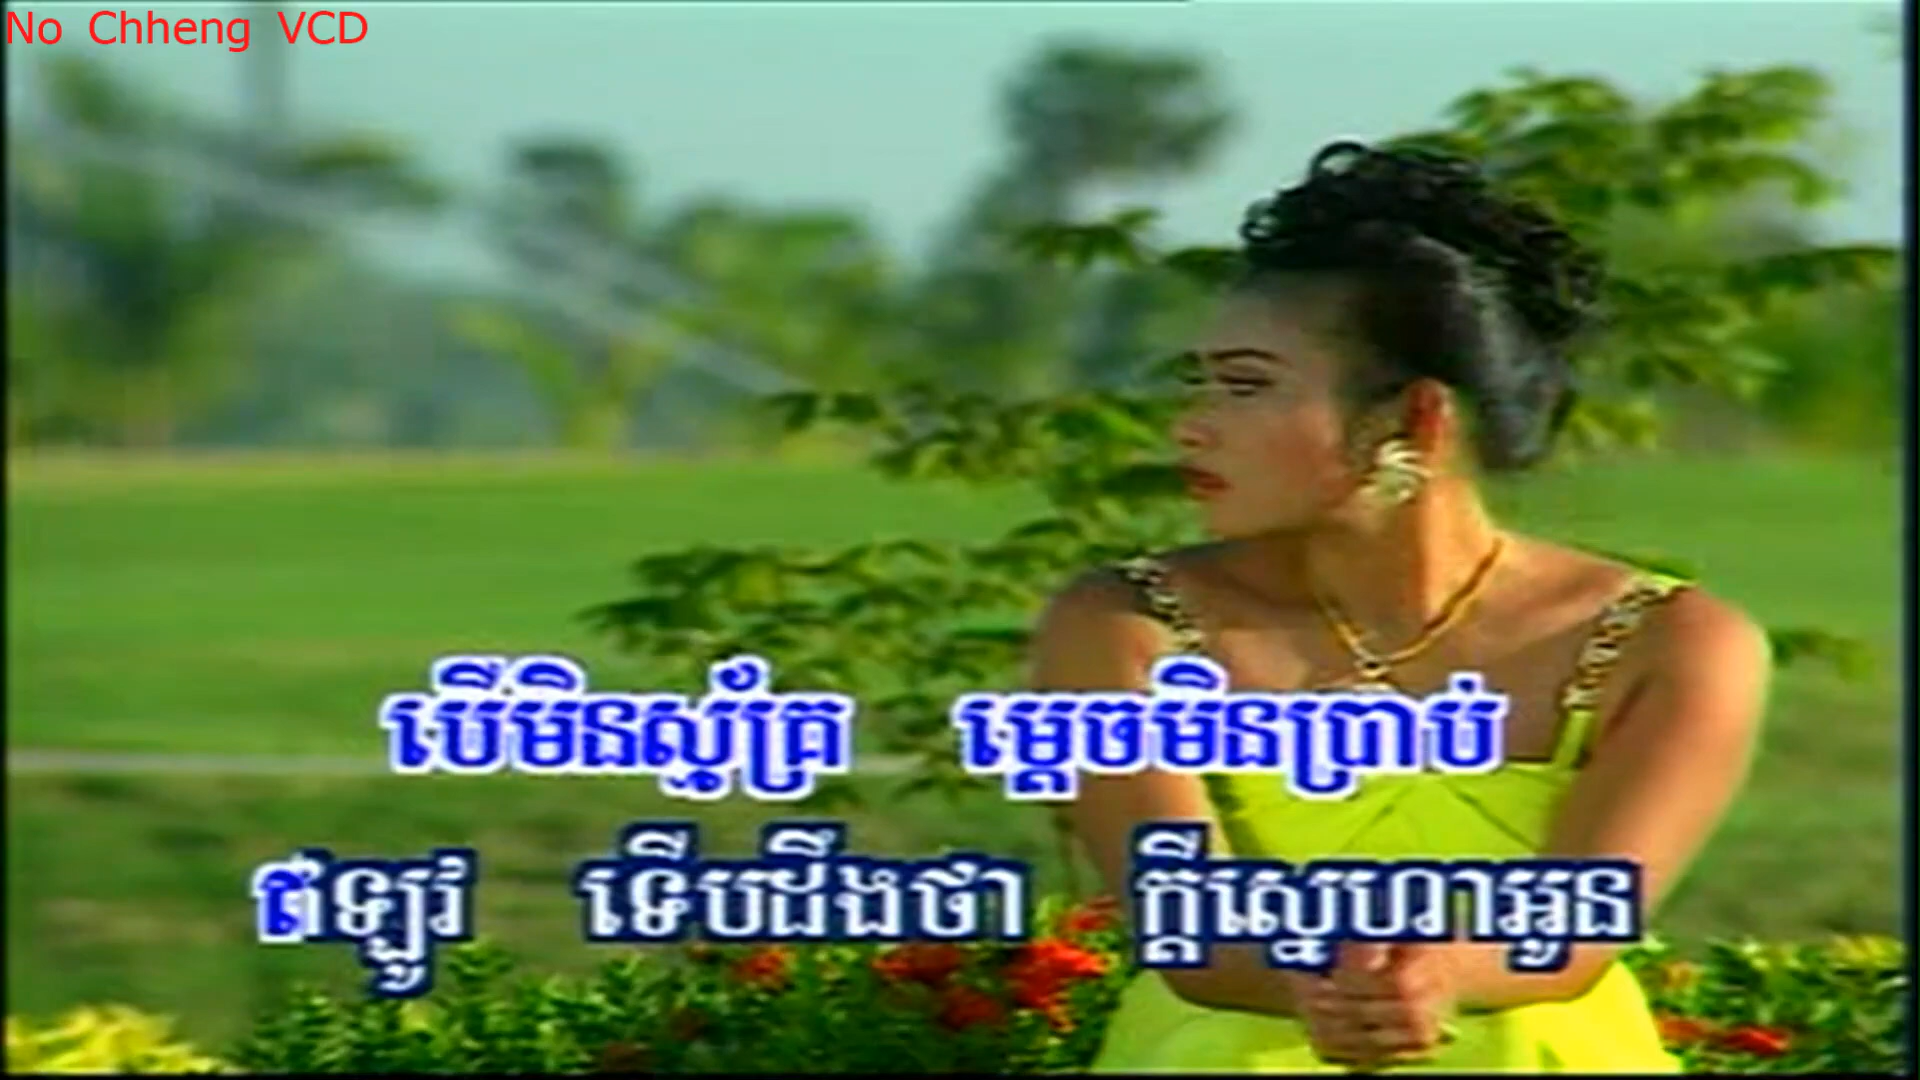 No Chheng VCD
បើមិនស្ម័គ្រ ម្ដេចមិនប្រាប់
ឥឡូវ ទើបដឹងថា ក្ដីស្នេហាអូន